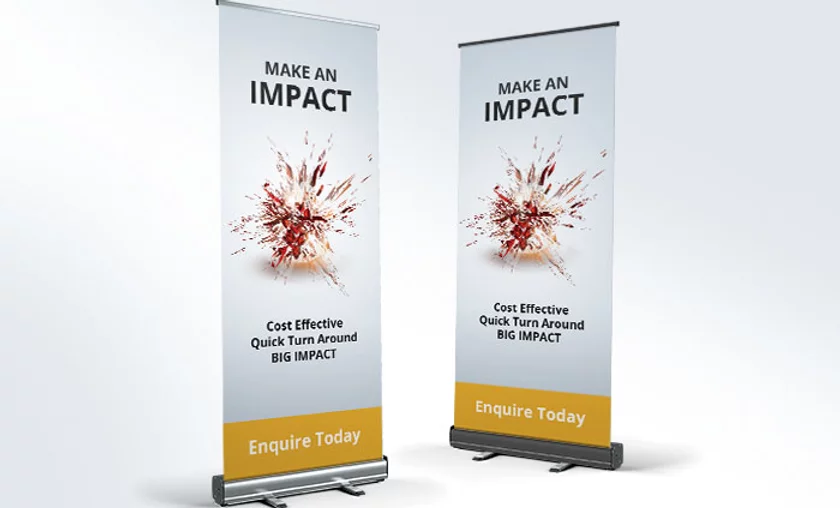 MAKE AN
IMPACT
Cost Effective
Quick Turn Around
BIG IMPACT
Enquire Today
MAKE AN
IMPACT
Cost Effective
Quick Turn Around
BIG IMPACT
Enquire Today